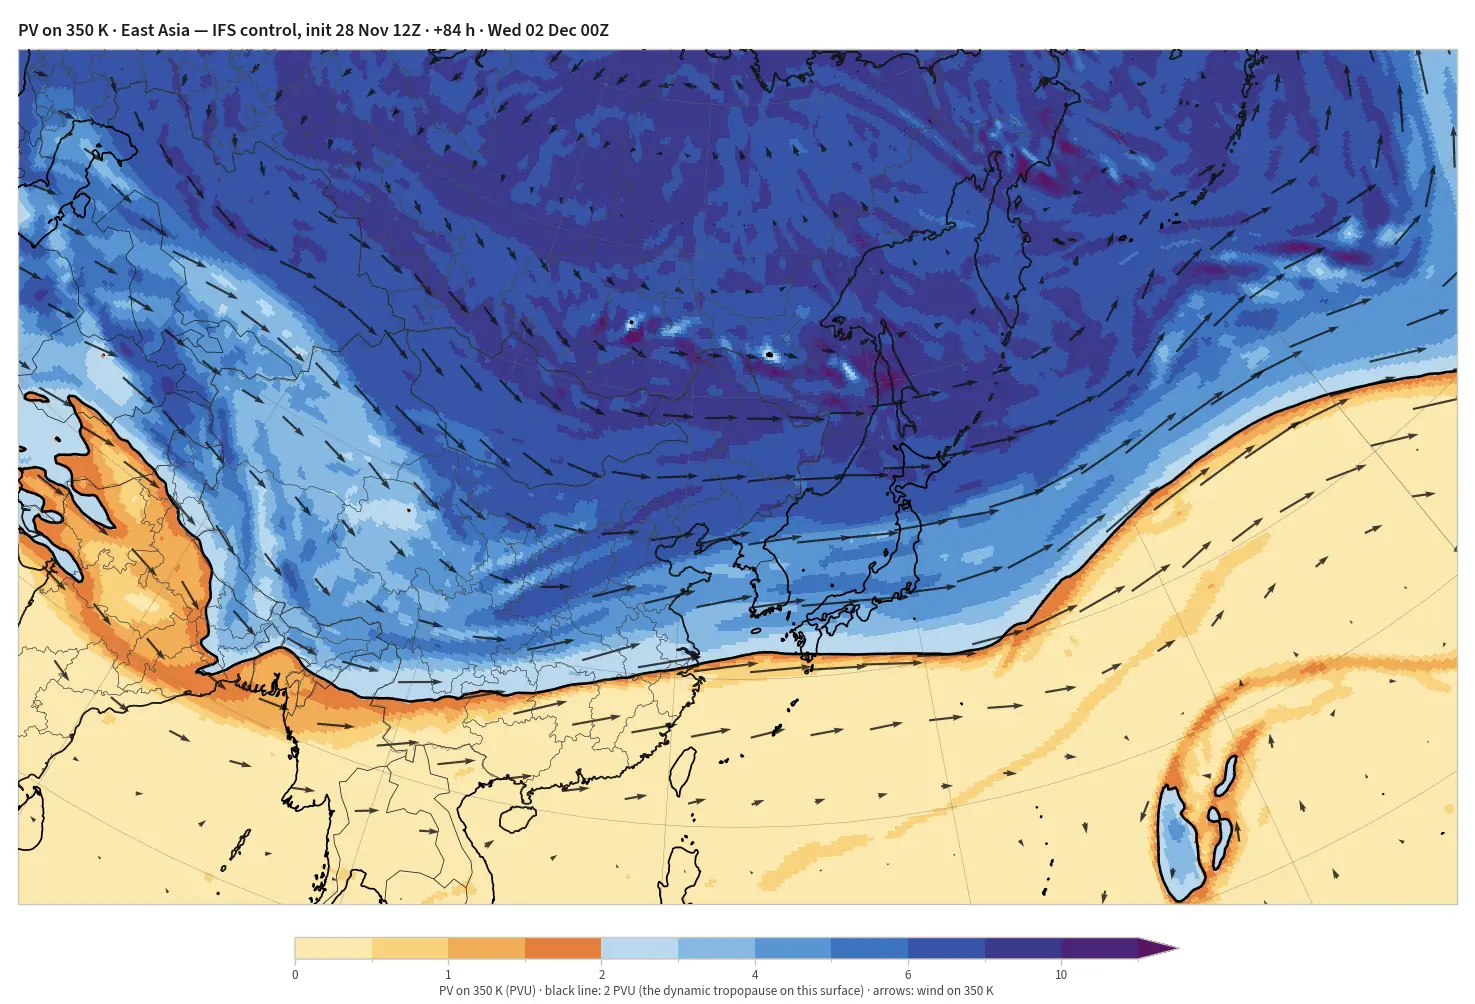 PV on 350 K · East Asia — IFS control, init 28 Nov 12Z · +84 h · Wed 02 Dec 00Z
0 1 2 4 6 10
PV on 350 K (PVU) · black line: 2 PVU (the dynamic tropopause on this surface) · arrows: wind on 350 K